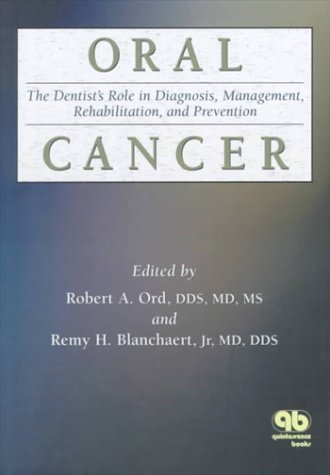 ORAL
The Dentist's Role in Diagnosis, Management,
Rehabilitation, and Prevention
CANCER
Edited by
Robert A. Ord, DDS, MD, MS
and
Remy H. Blanchaert, Jr, MD, DDS
qb
quintessence
books